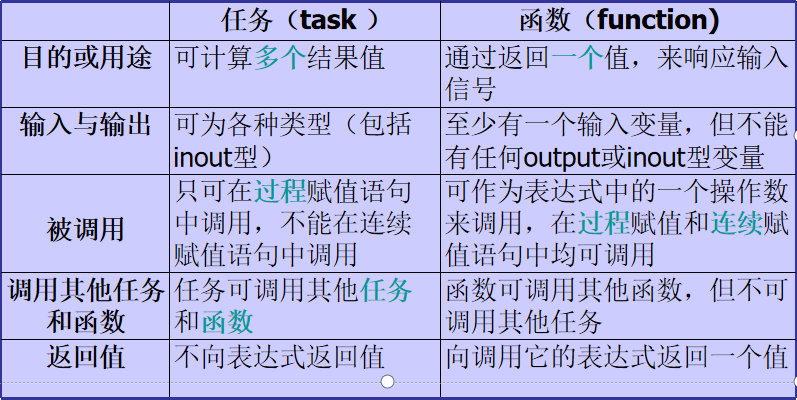 任务（task ） 函数（function)
目的或用途 可计算多个结果值 通过返回一个值，来响应输入
信号
输入与输出 可为各种类型（包括 至少有一个输入变量，但不能
inout型） 有任何output或inout型变量
只可在过程赋值语句 可作为表达式中的一个操作数
被调用 中调用，不能在连续 来调用，在过程赋值和连续赋
赋值语句中调用 值语句中均可调用
调用其他任务 任务可调用其他任务 函数可调用其他函数，但不可
和函数 和函数 调用其他任务
返回值 不向表达式返回值 向调用它的表达式返回一个值